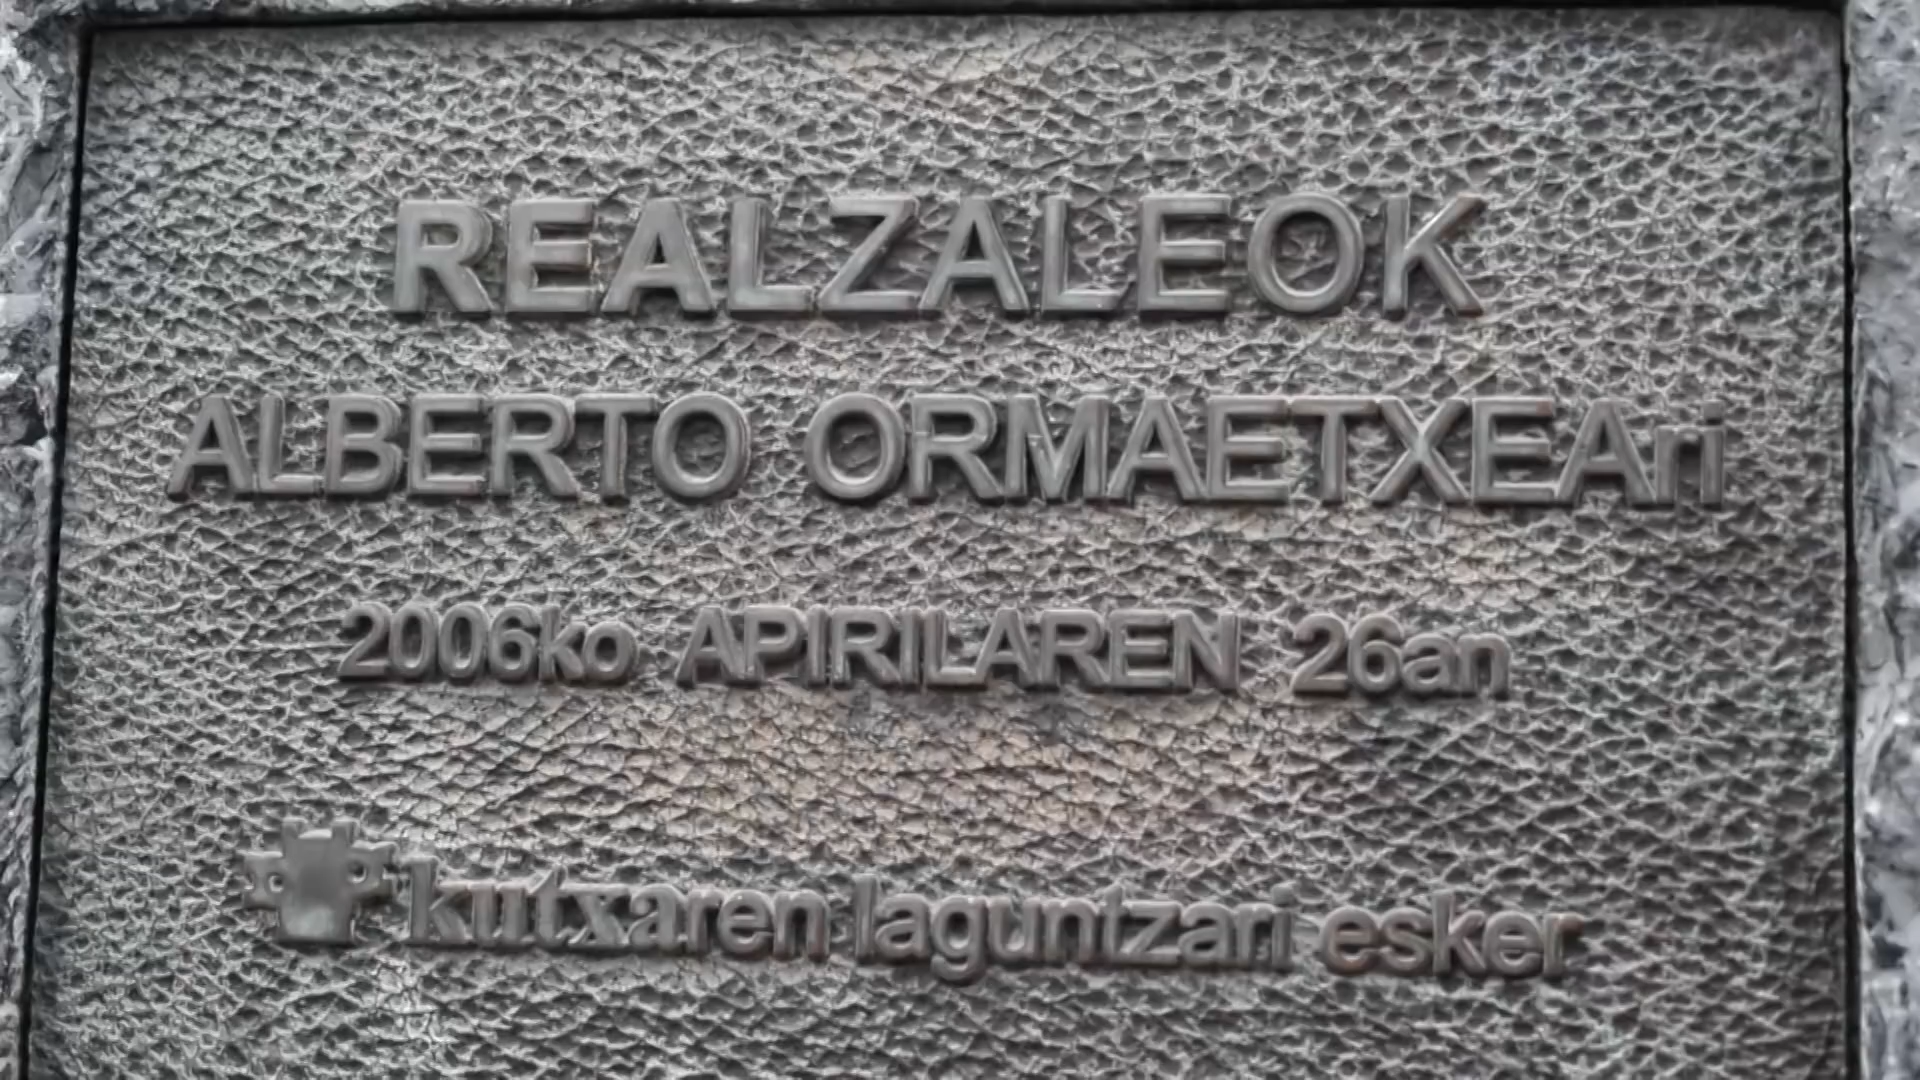 REALZALEOK
ALBERTO ORMAETXEAri
2006ko APIRILAREN 26an
kutxaren laguntzari esker